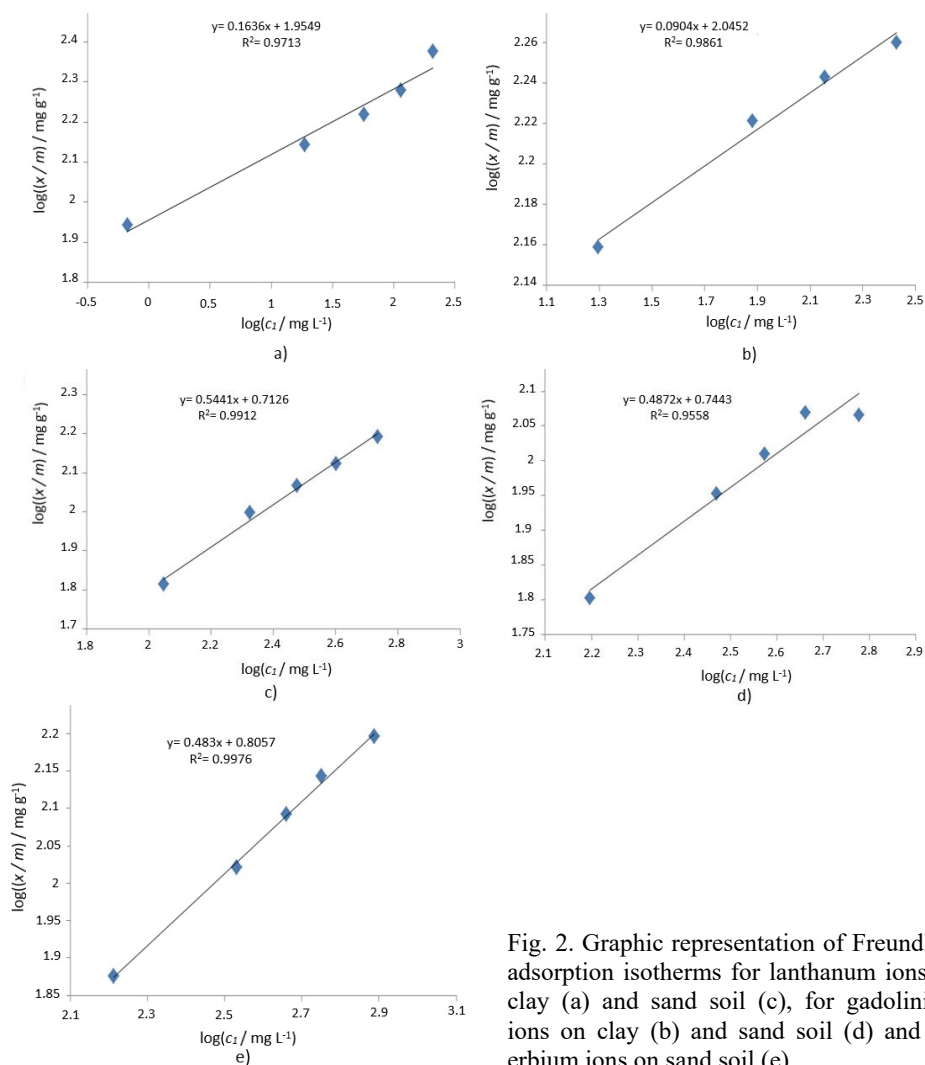 y= 0.1636x + 1.9549
R²= 0.9713
log((x / m) / mg g⁻¹)
2.4
2.3
2.2
2.1
2
1.9
1.8
-0.5 0 0.5 1 1.5 2 2.5
log(c₁ / mg L⁻¹)
a)
y= 0.0904x + 2.0452
R²= 0.9861
log((x / m) / mg g⁻¹)
2.26
2.24
2.22
2.2
2.18
2.16
2.14
1.1 1.3 1.5 1.7 1.9 2.1 2.3
log(c₁ / mg L⁻¹)
b)
y= 0.5441x + 0.7126
R²= 0.9912
log((x / m) / mg g⁻¹)
2.3
2.2
2.1
2
1.9
1.8
1.7
1.8 2 2.2 2.4 2.6 2.8 3
log(c₁ / mg L⁻¹)
c)
y= 0.4872x + 0.7443
R²= 0.9558
log((x / m) / mg g⁻¹)
2.1
2.05
2
1.95
1.9
1.85
1.8
1.75
2.1 2.2 2.3 2.4 2.5 2.6 2.7 2.8 2.9
log(c₁ / mg L⁻¹)
d)
y= 0.483x + 0.8057
R²= 0.9976
log((x / m) / mg g⁻¹)
2.2
2.15
2.1
2.05
2
1.95
1.9
1.85
2.1 2.3 2.5 2.7 2.9 3.1
log(c₁ / mg L⁻¹)
e)
Fig. 2. Graphic representation of Freundl
adsorption isotherms for lanthanum ions
clay (a) and sand soil (c), for gadolini
ions on clay (b) and sand soil (d) and
erbium ions on sand soil (e)